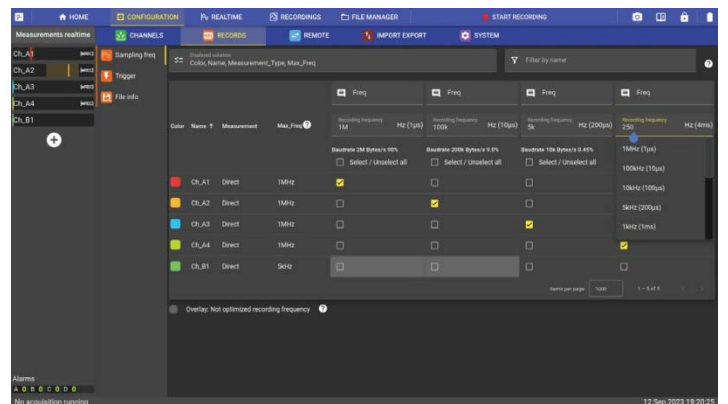 HOME CONFIGURATION REALTIME RECORDINGS FILE MANAGER START RECORDING
Measurements realtime CHANNELS RECORDS REMOTE IMPORT EXPORT SYSTEM
Ch_A1
Ch_A2
Ch_A3
Ch_A4
Ch_B1
Sampling freq
Trigger
File info
Displayed columns
Color, Name, Measurement_Type, Max_Freq
Filter by name
Freq Freq Freq Freq
Color Name ↑ Measurement Max_Freq ?
Recording frequency
1M Hz (1µs)
Recording frequency
100k Hz (10µs)
Recording frequency
5k Hz (200µs)
Recording frequency
250 Hz (4ms)
Baudrate 2M Bytes/s 90% Baudrate 200k Bytes/s 9.0% Baudrate 10k Bytes/s 0.45%
Select / Unselect all Select / Unselect all Select / Unselect all
1MHz (1µs)
100kHz (10µs)
10kHz (100µs)
5kHz (200µs)
1kHz (1ms)
Ch_A1 Direct 1MHz
Ch_A2 Direct 1MHz
Ch_A3 Direct 1MHz
Ch_A4 Direct 1MHz
Ch_B1 Direct 5kHz
Items per page 1000 1 – 5 of 5
Overlay: Not optimized recording frequency ?
Alarms
A 0 B 0 C 0 D 0
No acquisition running
12 Sep 2023 19:20:25